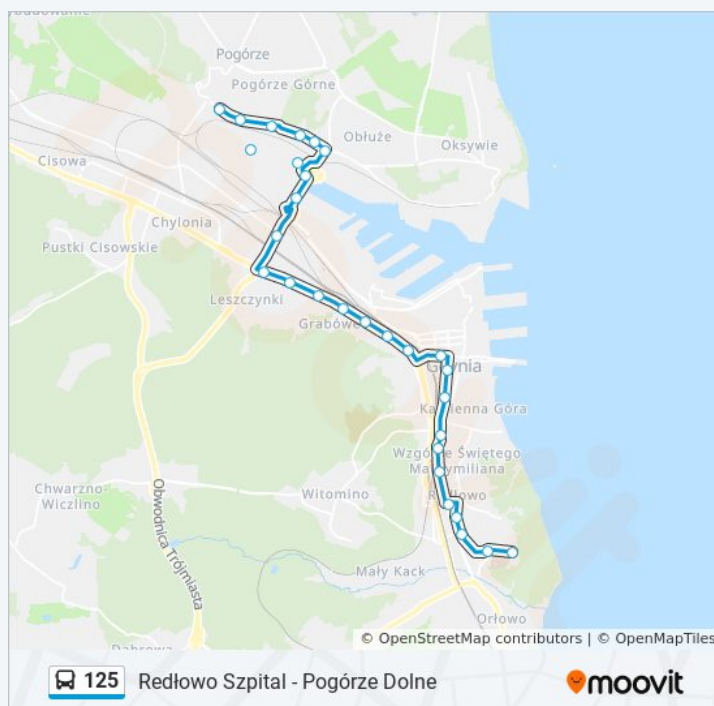 Pogórze
Pogórze Górne
Obłuże
Oksywie
Cisowa
Chylonia
Pustki Cisowskie
Leszczynki
Gdynia
Kamienna Góra
Wzgórze Świętego
Maksymiliana
Chwarzno-
Wiczlino
Witomino
Redłowo
Obwodnica Trójmiasta
Mały Kack
Orłowo
© OpenStreetMap contributors | © OpenMapTiles
125 Redłowo Szpital - Pogórze Dolne
moovit